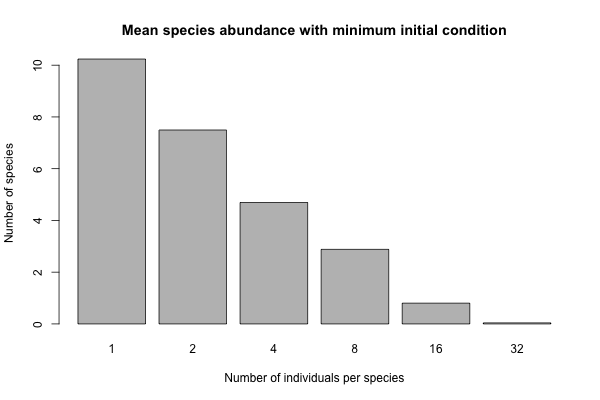 Mean species abundance with minimum initial condition
Number of species
10
8
6
4
2
0
1 2 4 8 16 32
Number of individuals per species